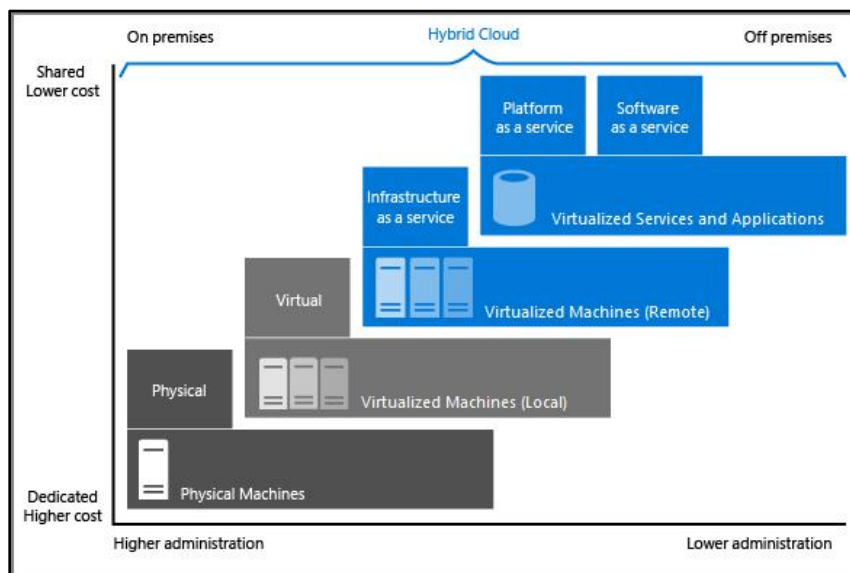 On premises
Hybrid Cloud
Off premises
Shared
Lower cost
Platform
as a service
Software
as a service
Infrastructure
as a service
Virtualized Services and Applications
Virtual
Virtualized Machines (Remote)
Physical
Virtualized Machines (Local)
Physical Machines
Dedicated
Higher cost
Higher administration
Lower administration